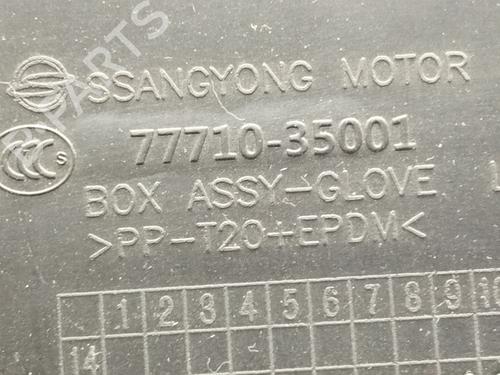 SSANGYONG MOTOR
77710-35001
CCC S
BOX ASSY-GLOVE
>PP-T20+EPDM<
1 2 3 4 5 6 7 8 9
14